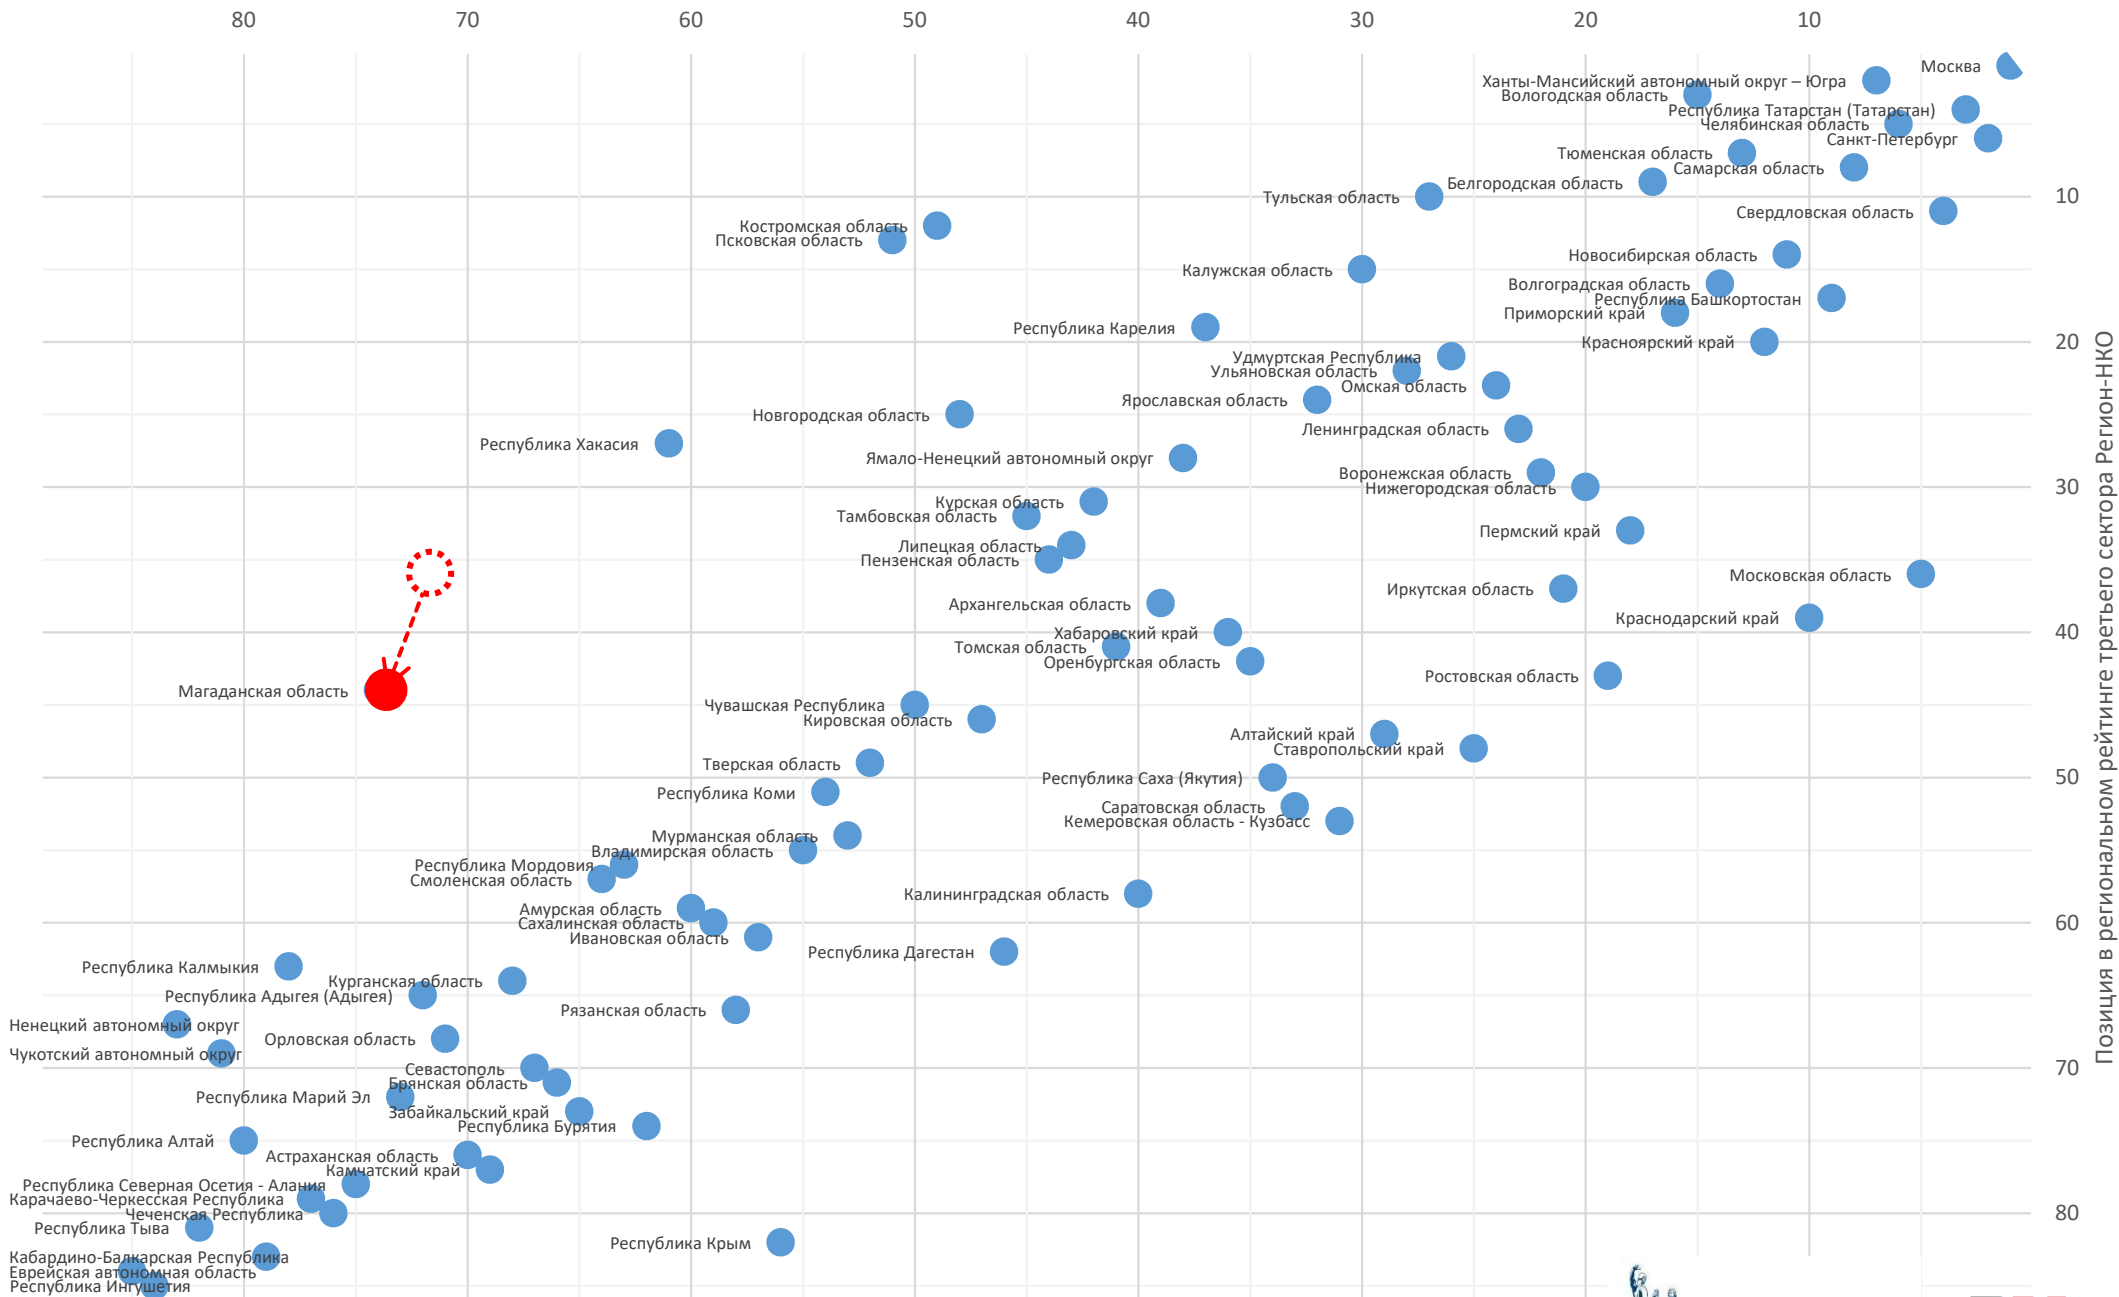 80 70 60 50 40 30 20 10
Москва
Ханты-Мансийский автономный округ – Югра
Вологодская область
Республика Татарстан (Татарстан)
Челябинская область
Санкт-Петербург
Тюменская область
Самарская область
Белгородская область
Тульская область
10
Свердловская область
Костромская область
Псковская область
Новосибирская область
Калужская область
Волгоградская область
Республика Башкортостан
Приморский край
Республика Карелия
Красноярский край
20
Удмуртская Республика
Ульяновская область
Омская область
Ярославская область
Новгородская область
Ленинградская область
Республика Хакасия
Ямало-Ненецкий автономный округ
Воронежская область
Нижегородская область
30
Курская область
Тамбовская область
Пермский край
Липецкая область
Пензенская область
Московская область
Иркутская область
Архангельская область
Краснодарский край
Хабаровский край
40
Томская область
Оренбургская область
Ростовская область
Магаданская область
Чувашская Республика
Кировская область
Алтайский край
Ставропольский край
Тверская область
Республика Саха (Якутия)
50
Республика Коми
Саратовская область
Кемеровская область - Кузбасс
Мурманская область
Владимирская область
Республика Мордовия
Смоленская область
Калининградская область
Амурская область
Сахалинская область
60
Ивановская область
Республика Дагестан
Республика Калмыкия
Курганская область
Республика Адыгея (Адыгея)
Рязанская область
Ненецкий автономный округ
Орловская область
Чукотский автономный округ
Севастополь
70
Брянская область
Республика Марий Эл
Забайкальский край
Республика Бурятия
Республика Алтай
Астраханская область
Камчатский край
Республика Северная Осетия - Алания
Карачаево-Черкесская Республика
Чеченская Республика
80
Республика Тыва
Республика Крым
Кабардино-Балкарская Республика
Еврейская автономная область
Республика Ингушетия
Позиция в региональном рейтинге третьего сектора Регион-НКО